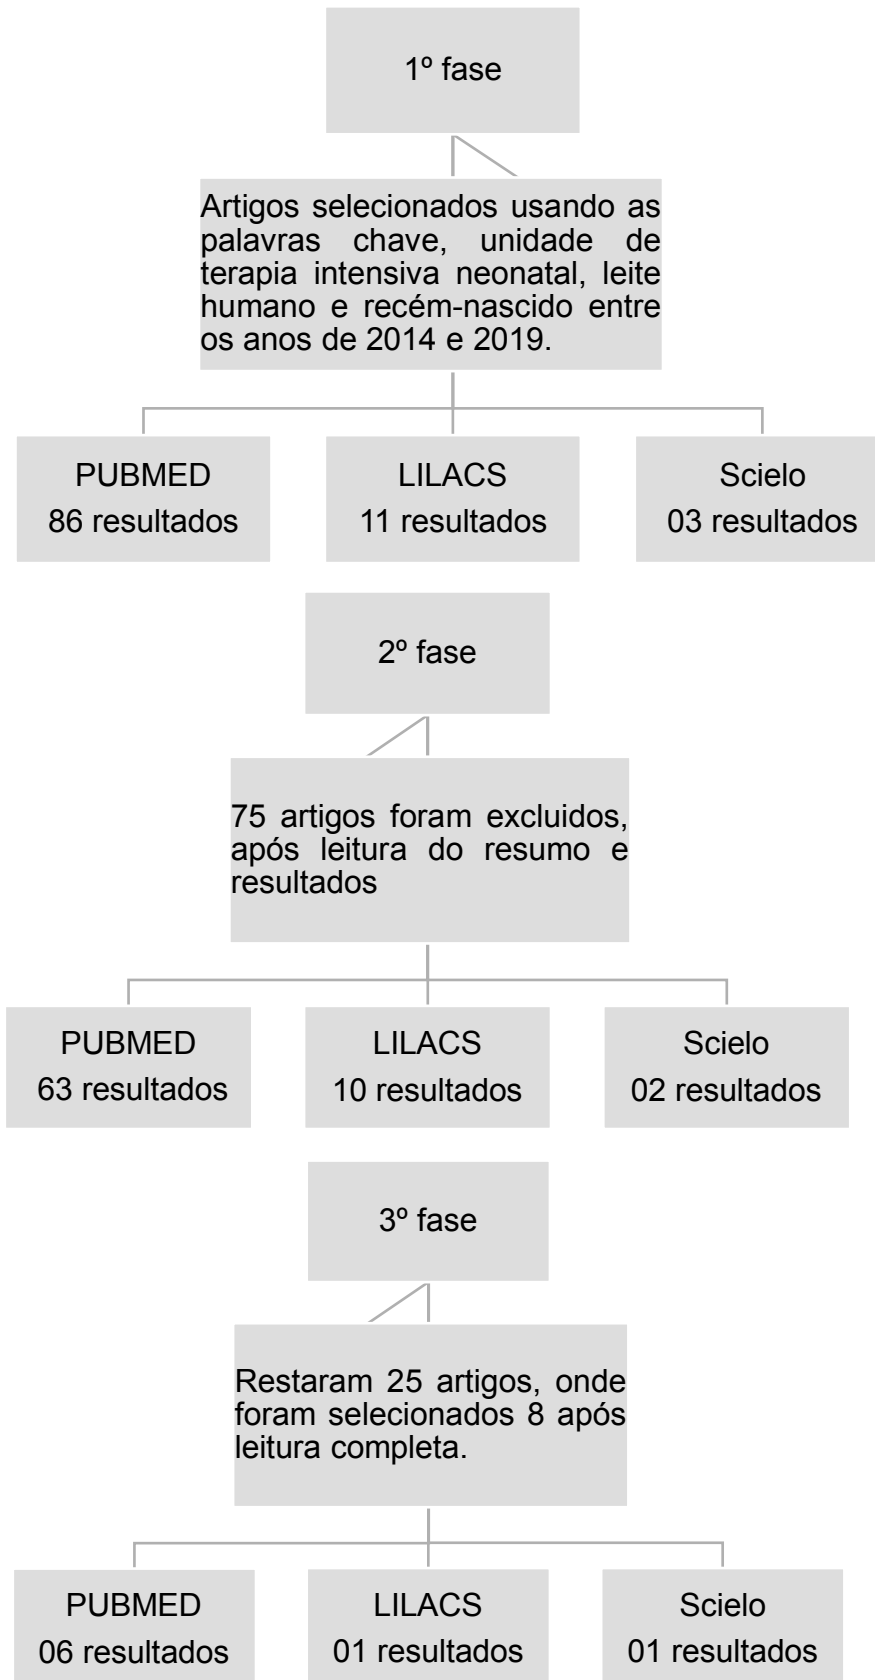 1º fase
Artigos selecionados usando as
palavras chave, unidade de
terapia intensiva neonatal, leite
humano e recém-nascido entre
os anos de 2014 e 2019.
PUBMED
86 resultados
LILACS
11 resultados
Scielo
03 resultados
2º fase
75 artigos foram excluidos,
após leitura do resumo e
resultados
PUBMED
63 resultados
LILACS
10 resultados
Scielo
02 resultados
3º fase
Restaram 25 artigos, onde
foram selecionados 8 após
leitura completa.
PUBMED
06 resultados
LILACS
01 resultados
Scielo
01 resultados